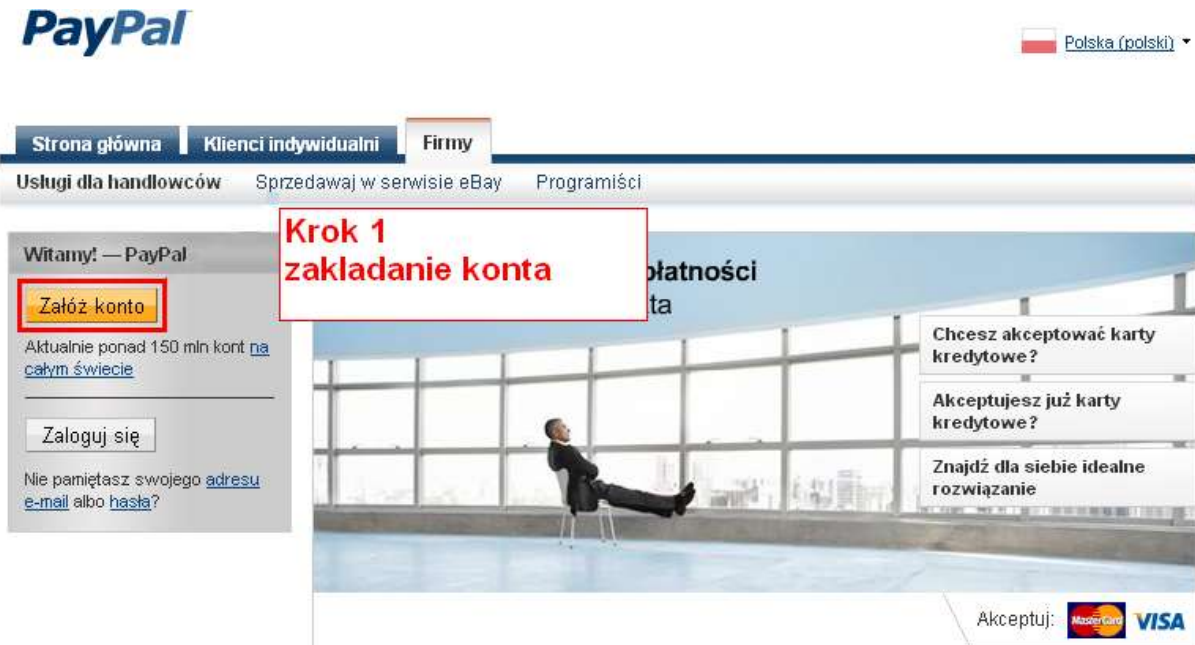 PayPal
Polska (polski)
Strona główna Klienci indywidualni Firmy
Usługi dla handlowców Sprzedawaj w serwisie eBay Programiści
Krok 1
zakladanie konta
Witamy! — PayPal
Załóż konto
Aktualnie ponad 150 mln kont na
całym świecie
Zaloguj się
Nie pamiętasz swojego adresu
e-mail albo hasła?
Chcesz akceptować karty
kredytowe?
Akceptujesz już karty
kredytowe?
Znajdź dla siebie idealne
rozwiązanie
Akceptuj: MasterCard VISA